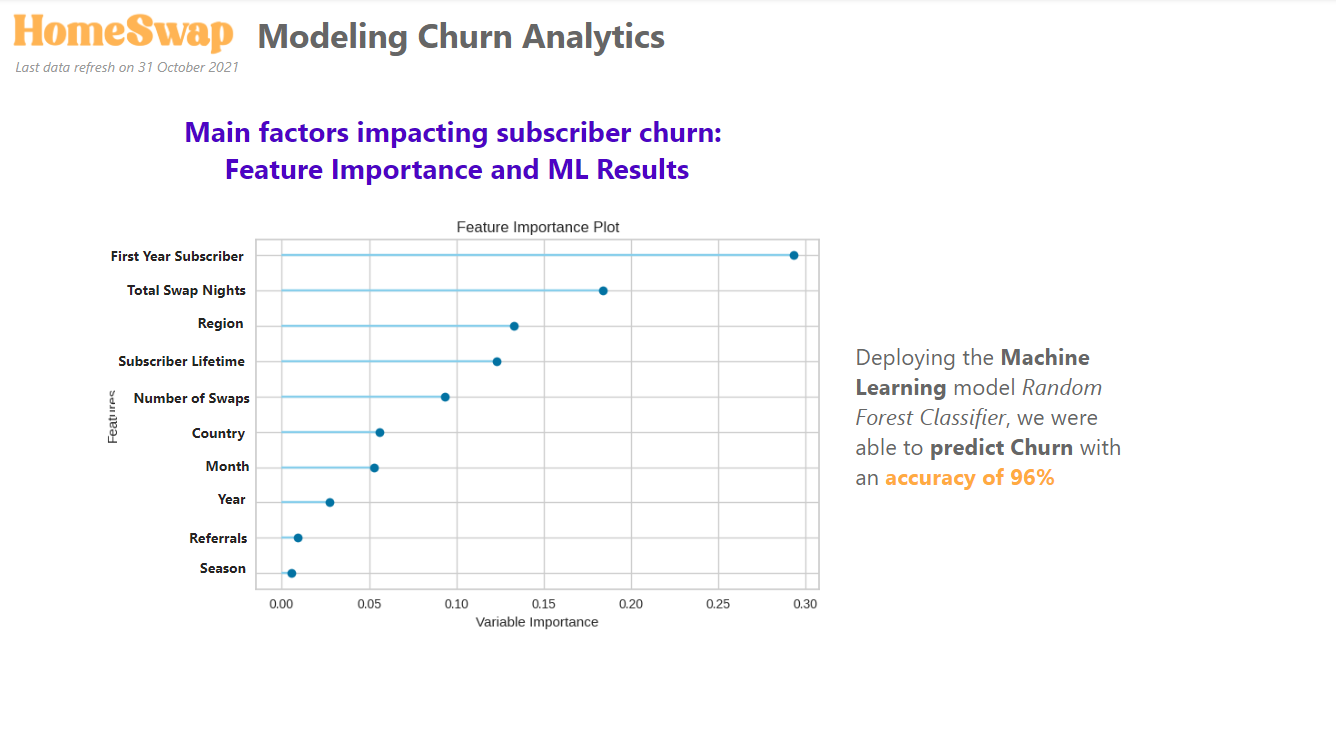 HomeSwap Modeling Churn Analytics
Last data refresh on 31 October 2021
Main factors impacting subscriber churn:
Feature Importance and ML Results
Feature Importance Plot
First Year Subscriber
Total Swap Nights
Region
Subscriber Lifetime
Number of Swaps
Country
Month
Year
Referrals
Season
Features
0.00 0.05 0.10 0.15 0.20 0.25 0.30
Variable Importance
Deploying the Machine
Learning model Random
Forest Classifier, we were
able to predict Churn with
an accuracy of 96%